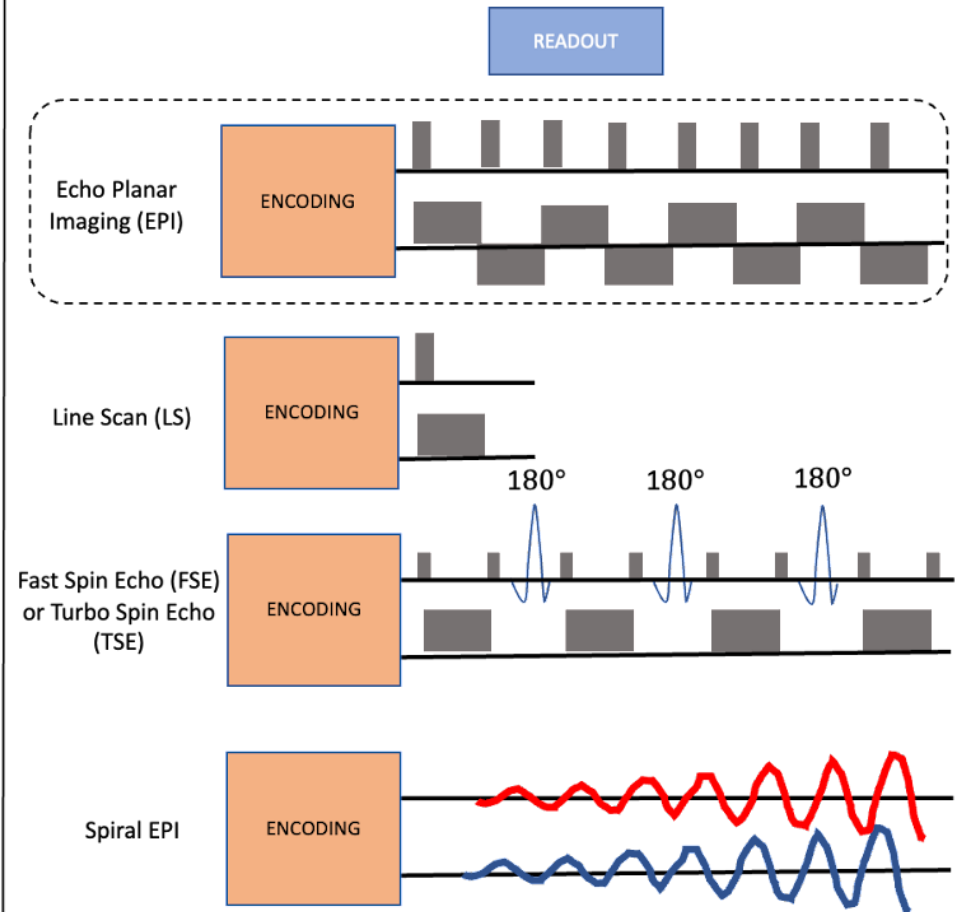 READOUT
Echo Planar
Imaging (EPI)
ENCODING
Line Scan (LS)
ENCODING
180°
180°
180°
Fast Spin Echo (FSE)
or Turbo Spin Echo
(TSE)
ENCODING
Spiral EPI
ENCODING